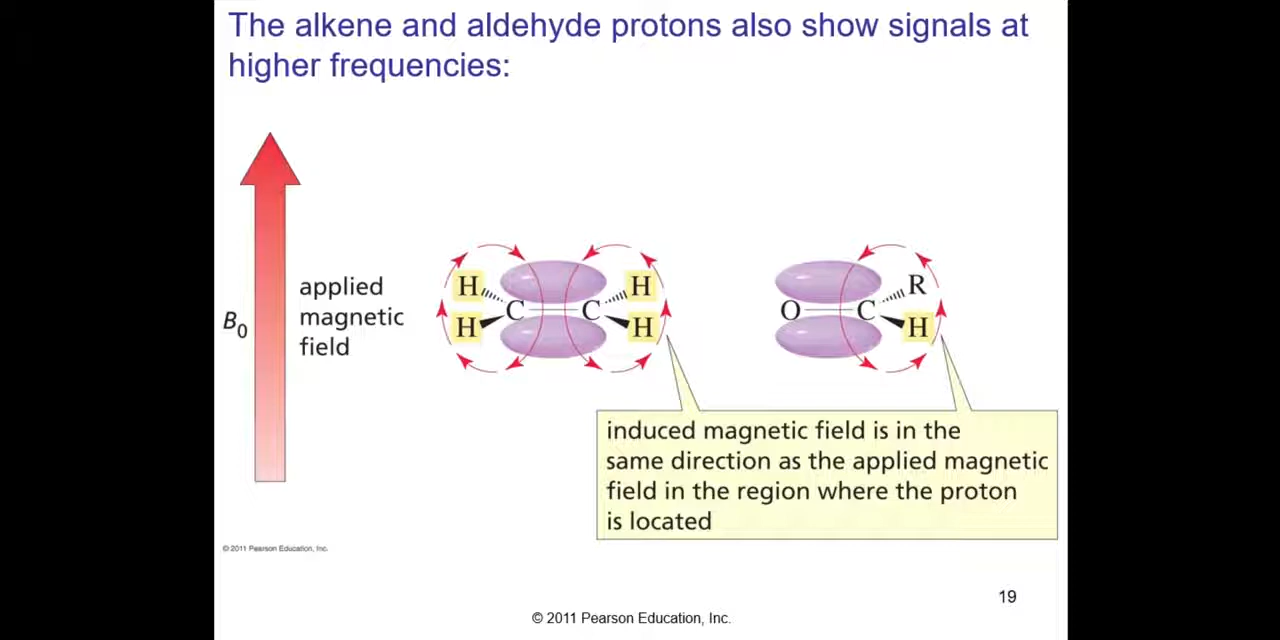 The alkene and aldehyde protons also show signals at
higher frequencies:
B0
applied
magnetic
field
H H
H H
C C
O C R
H
induced magnetic field is in the
same direction as the applied magnetic
field in the region where the proton
is located
© 2011 Pearson Education, Inc.
19
© 2011 Pearson Education, Inc.